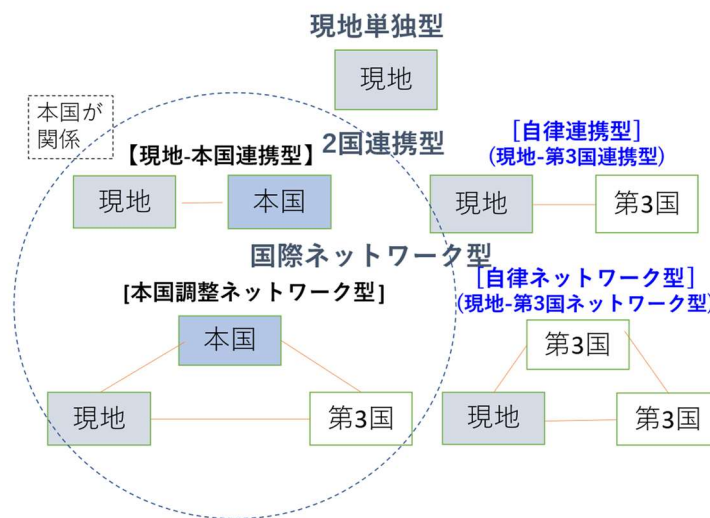 現地単独型
現地
本国が
関係
2国連携型
【現地-本国連携型】
現地
本国
［自律連携型］
(現地-第3国連携型)
現地
第3国
国際ネットワーク型
[本国調整ネットワーク型]
本国
現地
第3国
［自律ネットワーク型］
(現地-第3国ネットワーク型)
第3国
現地
第3国